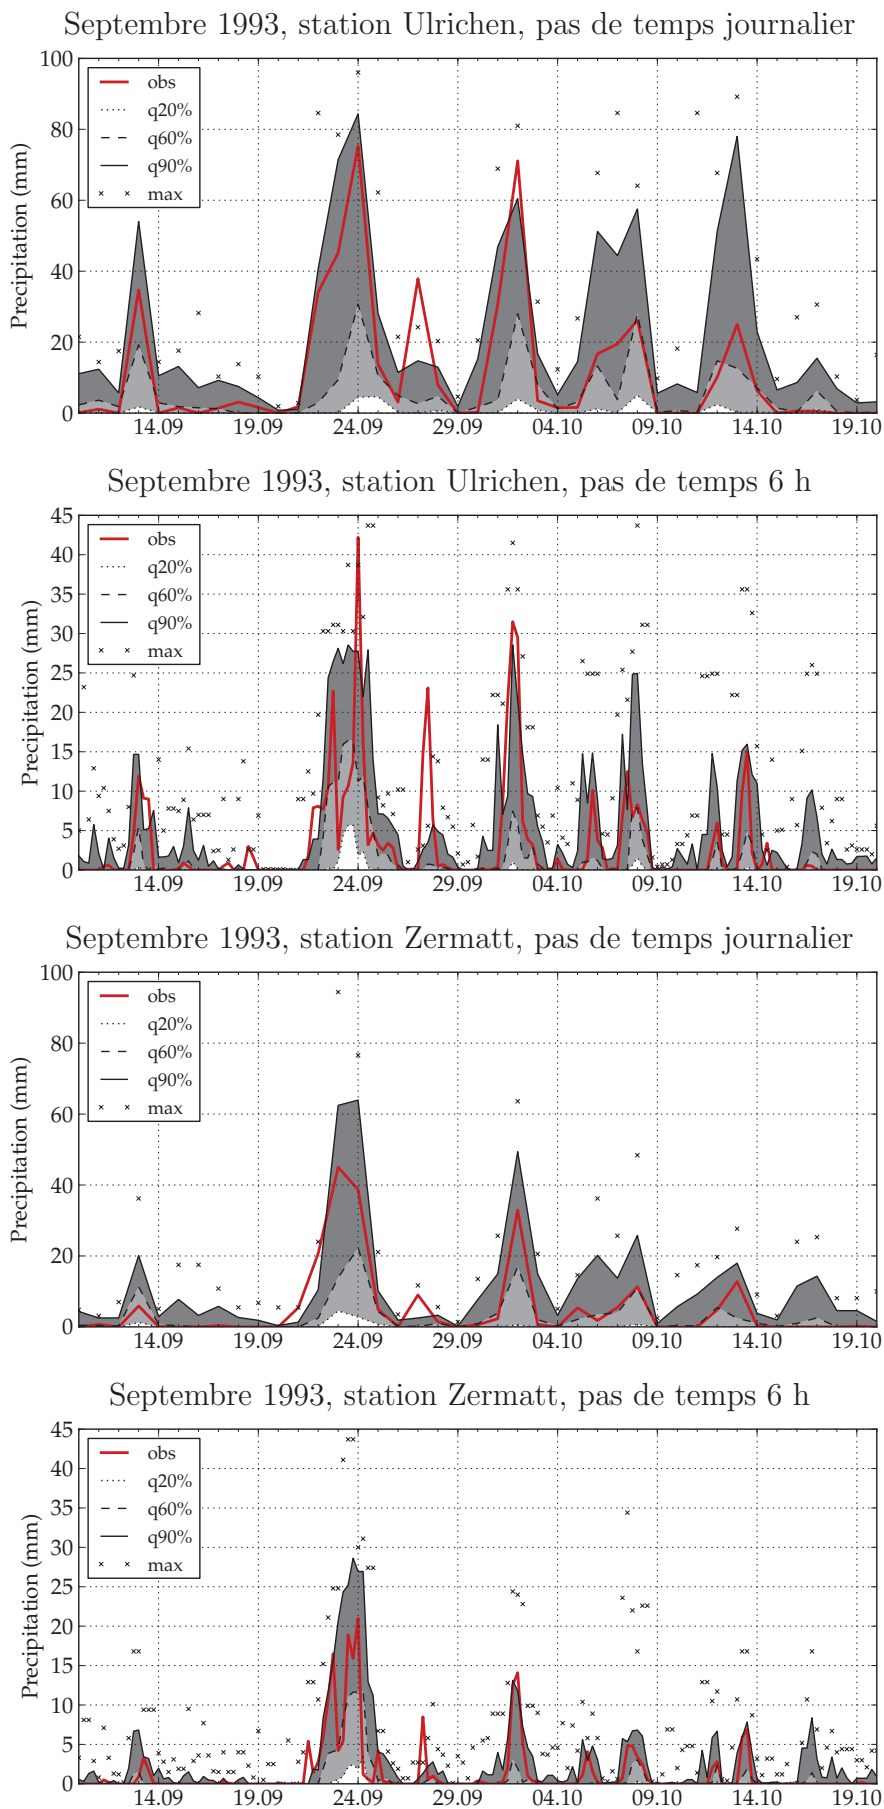 Septembre 1993, station Ulrichen, pas de temps journalier
100
80
60
40
20
0
Precipitation (mm)
obs
q20%
q60%
q90%
max
14.09 19.09 24.09 29.09 04.10 09.10 14.10 19.10
Septembre 1993, station Ulrichen, pas de temps 6 h
45
40
35
30
25
20
15
10
5
0
Precipitation (mm)
obs
q20%
q60%
q90%
max
14.09 19.09 24.09 29.09 04.10 09.10 14.10 19.10
Septembre 1993, station Zermatt, pas de temps journalier
100
80
60
40
20
0
Precipitation (mm)
obs
q20%
q60%
q90%
max
14.09 19.09 24.09 29.09 04.10 09.10 14.10 19.10
Septembre 1993, station Zermatt, pas de temps 6 h
45
40
35
30
25
20
15
10
5
0
Precipitation (mm)
obs
q20%
q60%
q90%
max
14.09 19.09 24.09 29.09 04.10 09.10 14.10 19.10